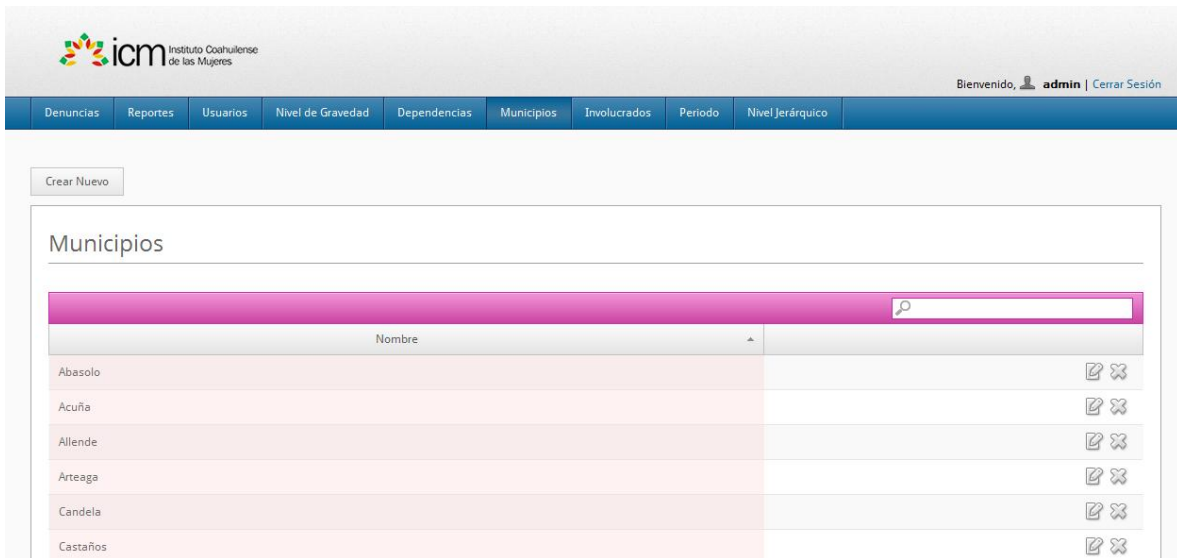 icm Instituto Coahuilense
de las Mujeres
Bienvenido, admin | Cerrar Sesión
Denuncias Reportes Usuarios Nivel de Gravedad Dependencias Municipios Involucrados Periodo Nivel Jerárquico
Crear Nuevo
Municipios
Nombre
Abasolo
Acuña
Allende
Arteaga
Candela
Castaños